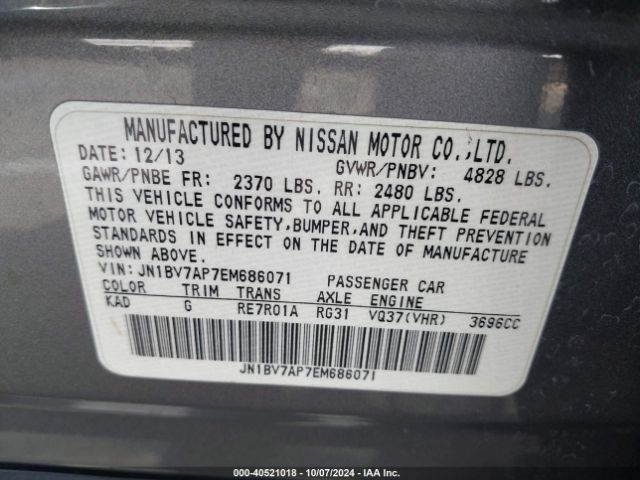 MANUFACTURED BY NISSAN MOTOR CO.,LTD.
DATE: 12/13 GVWR/PNBV: 4828 LBS.
GAWR/PNBE FR: 2370 LBS. RR: 2480 LBS.
THIS VEHICLE CONFORMS TO ALL APPLICABLE FEDERAL
MOTOR VEHICLE SAFETY,BUMPER,AND THEFT PREVENTION
STANDARDS IN EFFECT ON THE DATE OF MANUFACTURE
SHOWN ABOVE.
VIN: JN1BV7AP7EM686071 PASSENGER CAR
COLOR TRIM TRANS AXLE ENGINE
KAD G RE7R01A RG31 VQ37(VHR) 3696CC
JN1BV7AP7EM686071
000-40521018 - 10/07/2024 - IAA Inc.